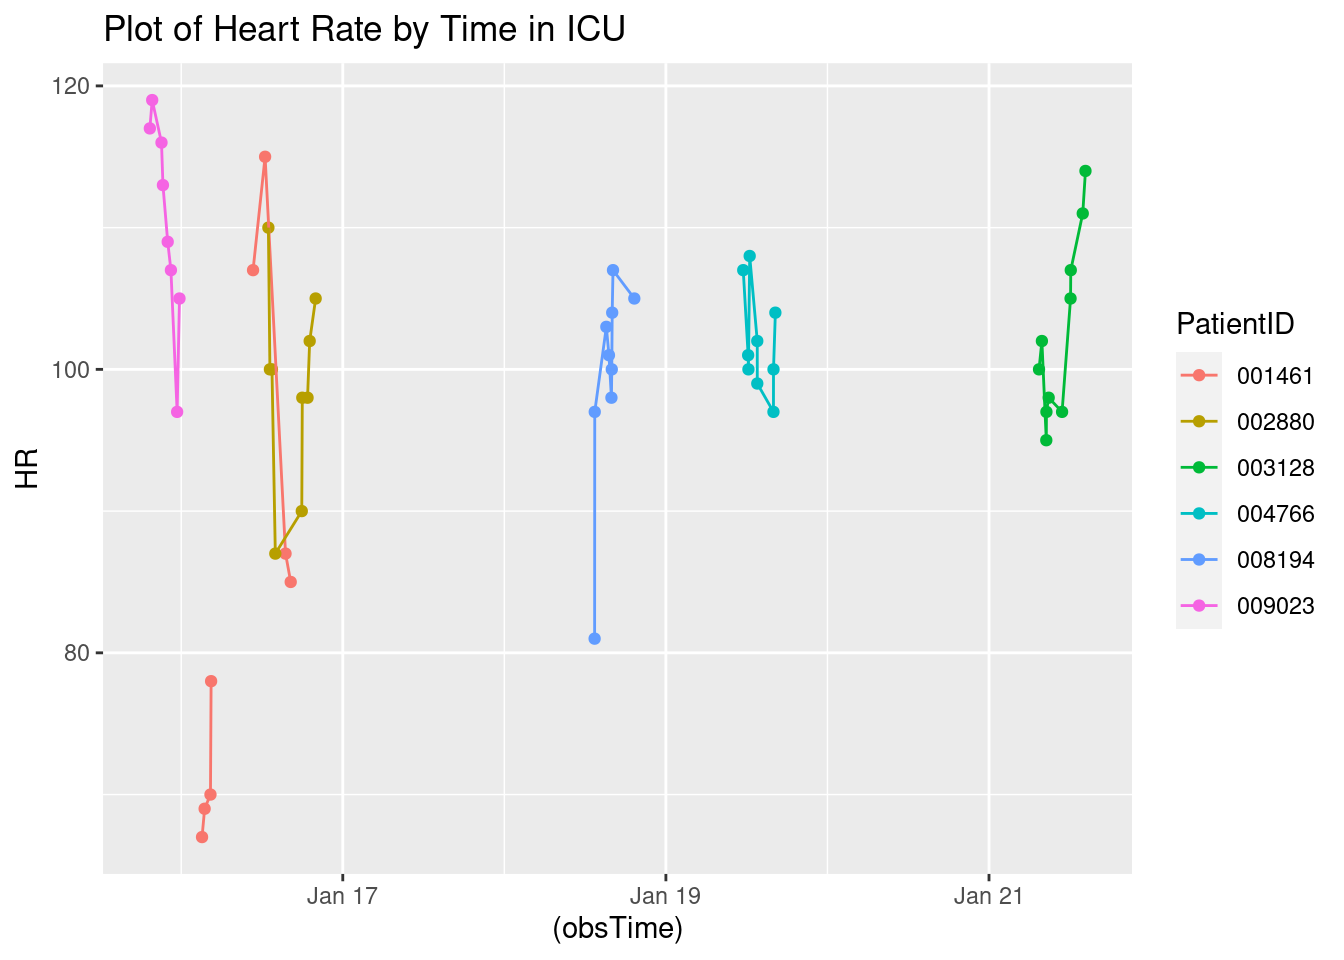 Plot of Heart Rate by Time in ICU
120
100
80
HR
Jan 17
Jan 19
Jan 21
(obsTime)
PatientID
001461
002880
003128
004766
008194
009023